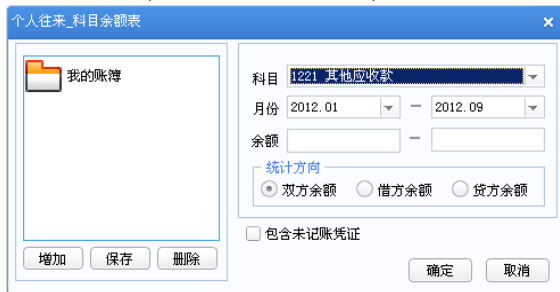 个人往来_科目余额表
我的账簿
增加 保存 删除
科目 1221 其他应收款
月份 2012.01 — 2012.09
余额 —
统计方向
双方余额 借方余额 贷方余额
包含未记账凭证
确定 取消